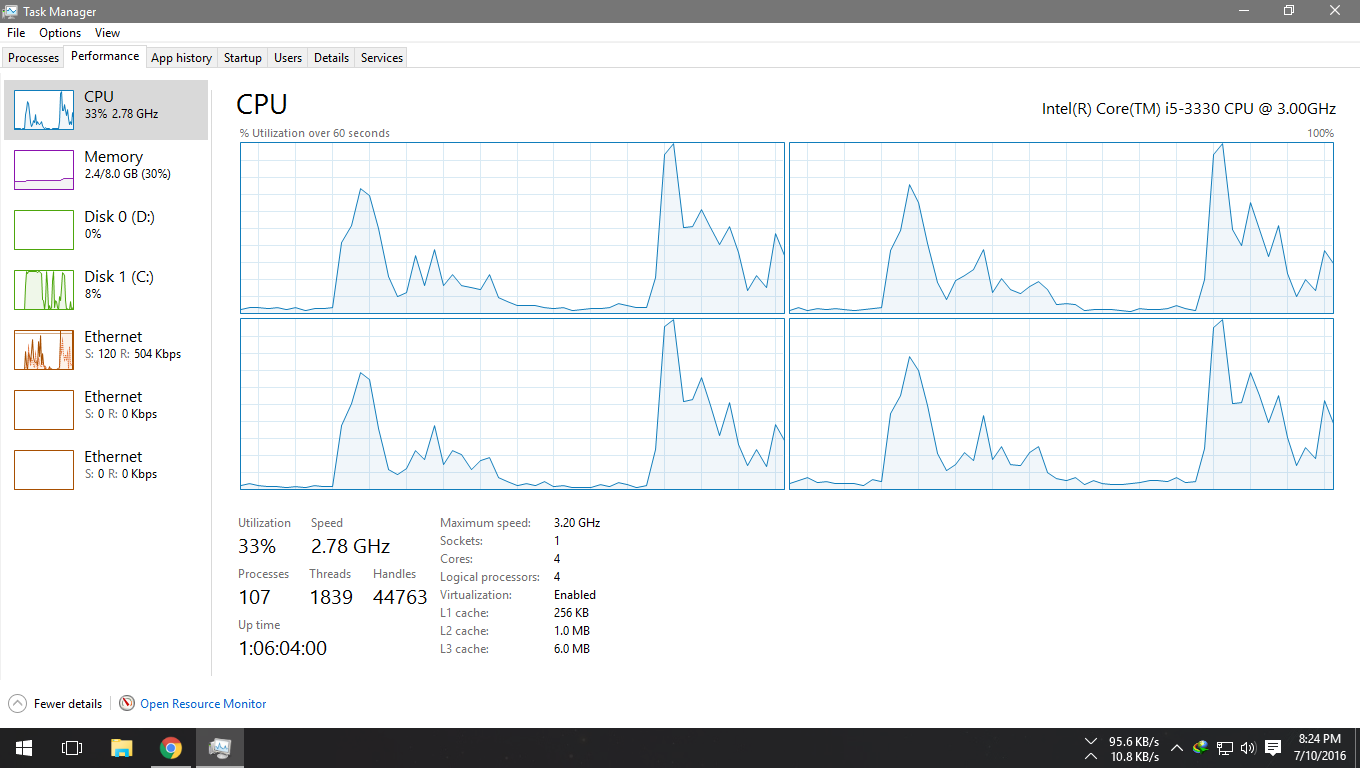 Task Manager
File Options View
Processes Performance App history Startup Users Details Services
CPU
33% 2.78 GHz
Memory
2.4/8.0 GB (30%)
Disk 0 (D:)
0%
Disk 1 (C:)
8%
Ethernet
S: 120 R: 504 Kbps
Ethernet
S: 0 R: 0 Kbps
Ethernet
S: 0 R: 0 Kbps
CPU
Intel(R) Core(TM) i5-3330 CPU @ 3.00GHz
% Utilization over 60 seconds 100%
Utilization Speed
33% 2.78 GHz
Processes Threads Handles
107 1839 44763
Up time
1:06:04:00
Maximum speed: 3.20 GHz
Sockets: 1
Cores: 4
Logical processors: 4
Virtualization: Enabled
L1 cache: 256 KB
L2 cache: 1.0 MB
L3 cache: 6.0 MB
Fewer details Open Resource Monitor
95.6 KB/s
10.8 KB/s
8:24 PM
7/10/2016